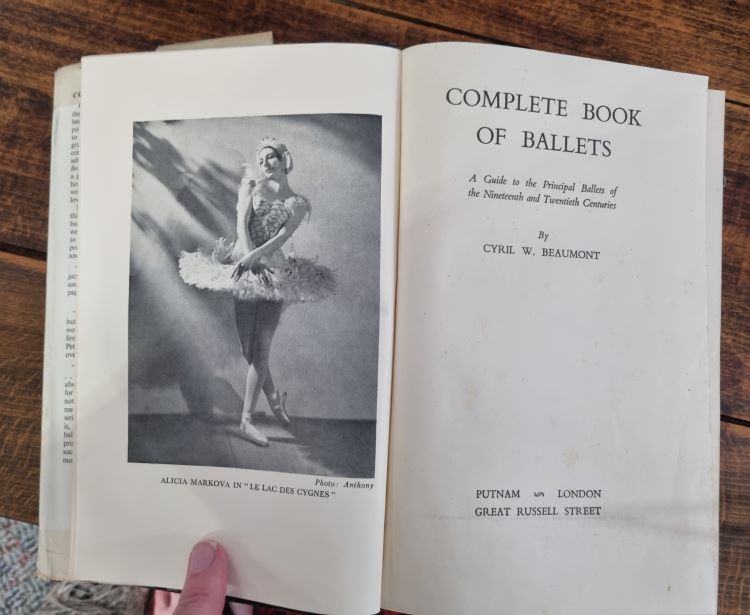 ALICIA MARKOVA IN "LE LAC DES CYGNES"
Photo: Anthony
COMPLETE BOOK
OF BALLETS
A Guide to the Principal Ballets of
the Nineteenth and Twentieth Centuries
By
CYRIL W. BEAUMONT
PUTNAM LONDON
GREAT RUSSELL STREET